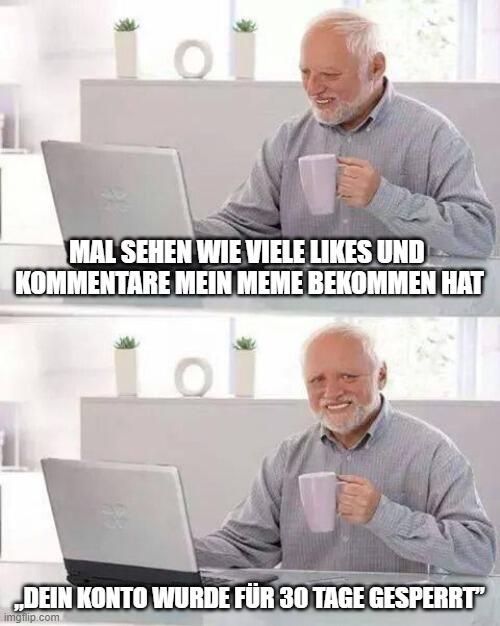 MAL SEHEN WIE VIELE LIKES UND
KOMMENTARE MEIN MEME BEKOMMEN HAT
„DEIN KONTO WURDE FÜR 30 TAGE GESPERRT”
imgflip.com